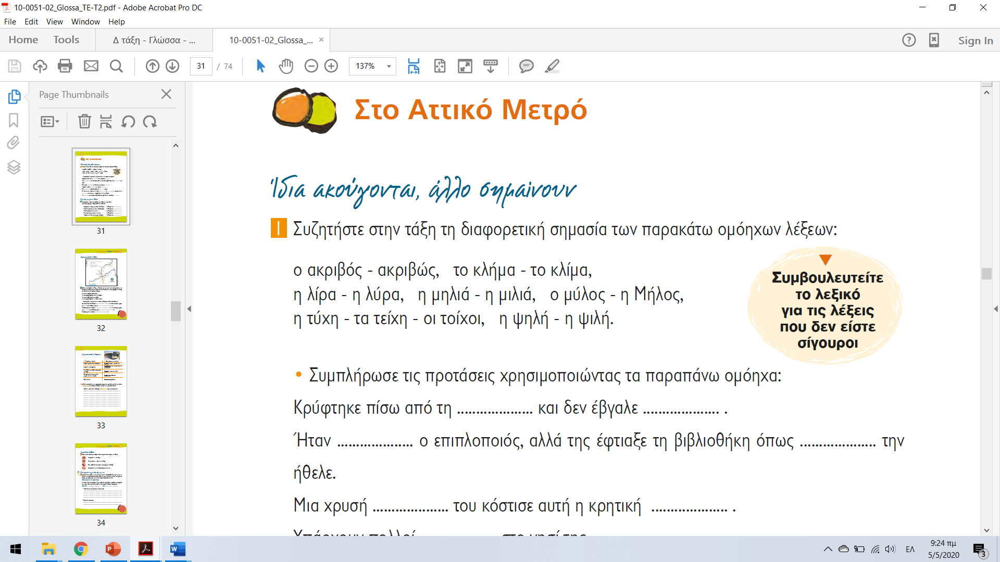 10-0051-02_Glossa_TE-T2.pdf - Adobe Acrobat Pro DC
File Edit View Window Help
Home Tools Δ τάξη - Γλώσσα - ... 10-0051-02_Glossa_... Sign In
31 / 74 137%
Page Thumbnails
31
32
33
34
Στο Αττικό Μετρό
Ίδια ακούγονται, άλλο σημαίνουν
1 Συζητήστε στην τάξη τη διαφορετική σημασία των παρακάτω ομόηχων λέξεων:
ο ακριβός - ακριβώς, το κλήμα - το κλίμα,
η λίρα - η λύρα, η μηλιά - η μιλιά, ο μύλος - η Μήλος,
η τύχη - τα τείχη - οι τοίχοι, η ψηλή - η ψιλή.
Συμβουλευτείτε
το λεξικό
για τις λέξεις
που δεν είστε
σίγουροι
• Συμπλήρωσε τις προτάσεις χρησιμοποιώντας τα παραπάνω ομόηχα:
Κρύφτηκε πίσω από τη .................... και δεν έβγαλε .................... .
Ήταν .................... ο επιπλοποιός, αλλά της έφτιαξε τη βιβλιοθήκη όπως .................... την
ήθελε.
Μια χρυσή .................... του κόστισε αυτή η κρητική .................... .
Υπάρχουν πολλοί στο νησί της
ΕΛ
9:24 πμ
5/5/2020
3